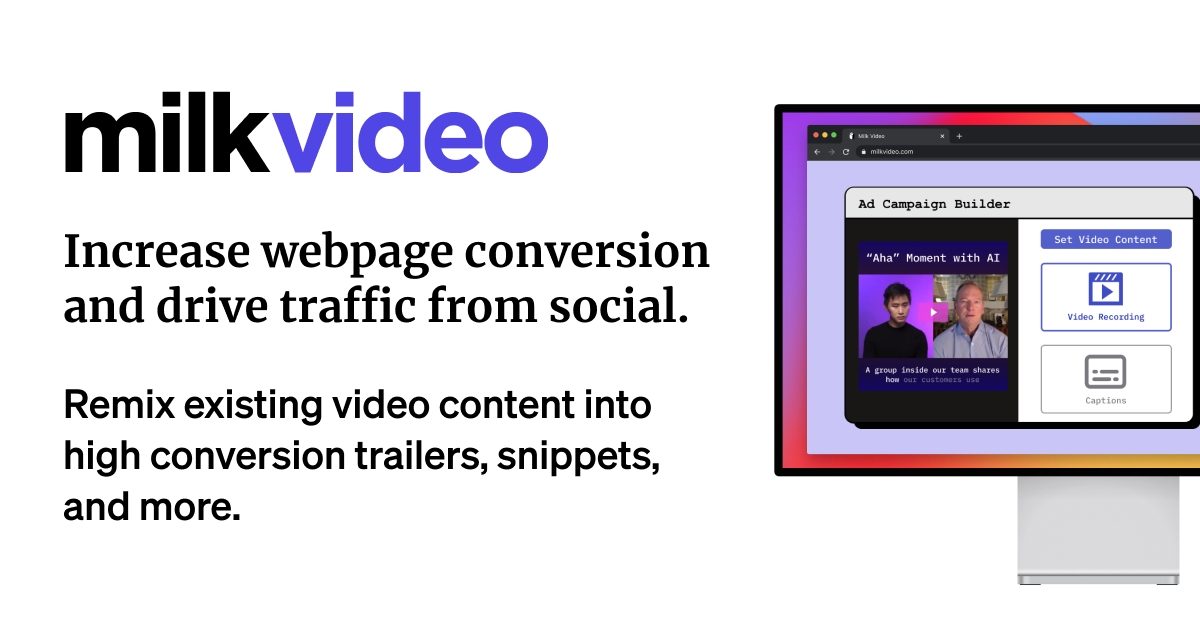 milkvideo
Increase webpage conversion
and drive traffic from social.
Remix existing video content into
high conversion trailers, snippets,
and more.
Milk Video
milkvideo.com
Ad Campaign Builder
“Aha” Moment with AI
A group inside our team shares
how our customers use
Set Video Content
Video Recording
Captions